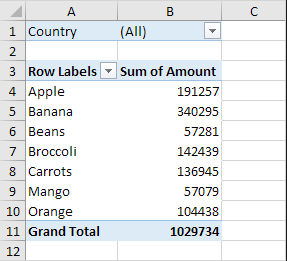 A B C
1 Country (All)
2
3 Row Labels Sum of Amount
4 Apple 191257
5 Banana 340295
6 Beans 57281
7 Broccoli 142439
8 Carrots 136945
9 Mango 57079
10 Orange 104438
11 Grand Total 1029734
12